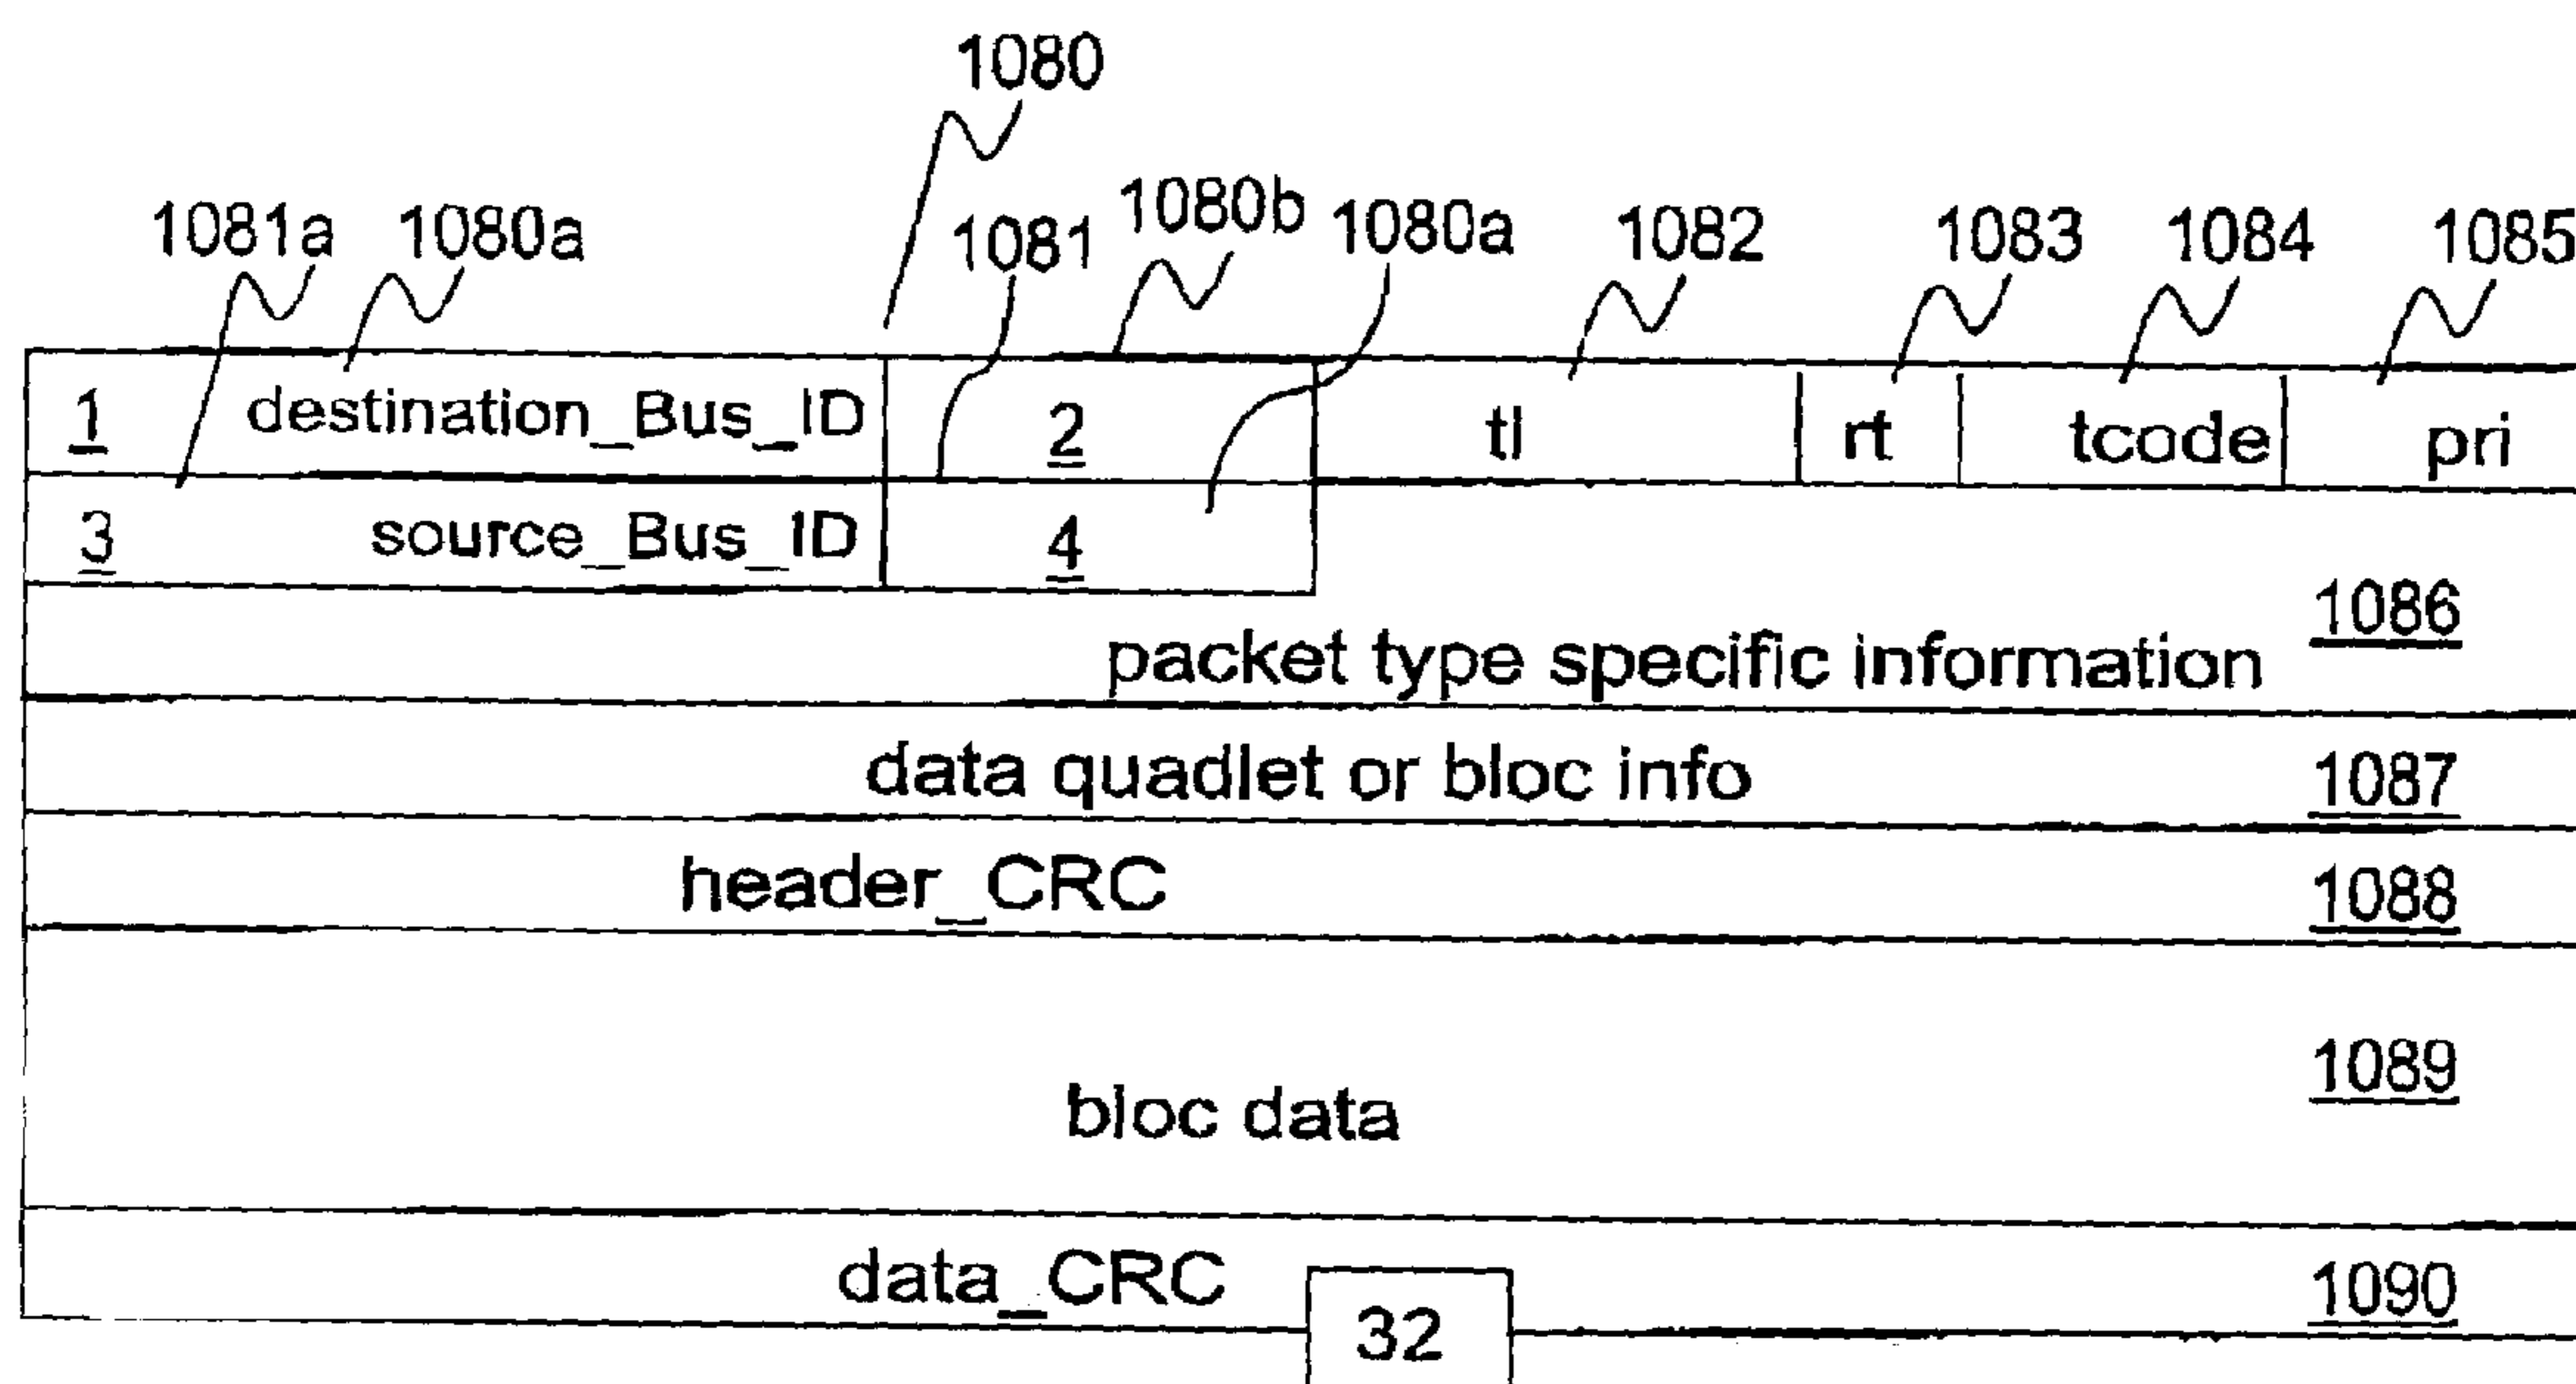 1080
1081a 1080a 1081 1080b 1080a 1082 1083 1084 1085
1 destination_Bus_ID 2 tl rt tcode pri
3 source_Bus_ID 4
1086
packet type specific information
data quadlet or bloc info 1087
header_CRC 1088
1089
bloc data
data_CRC 1090
32